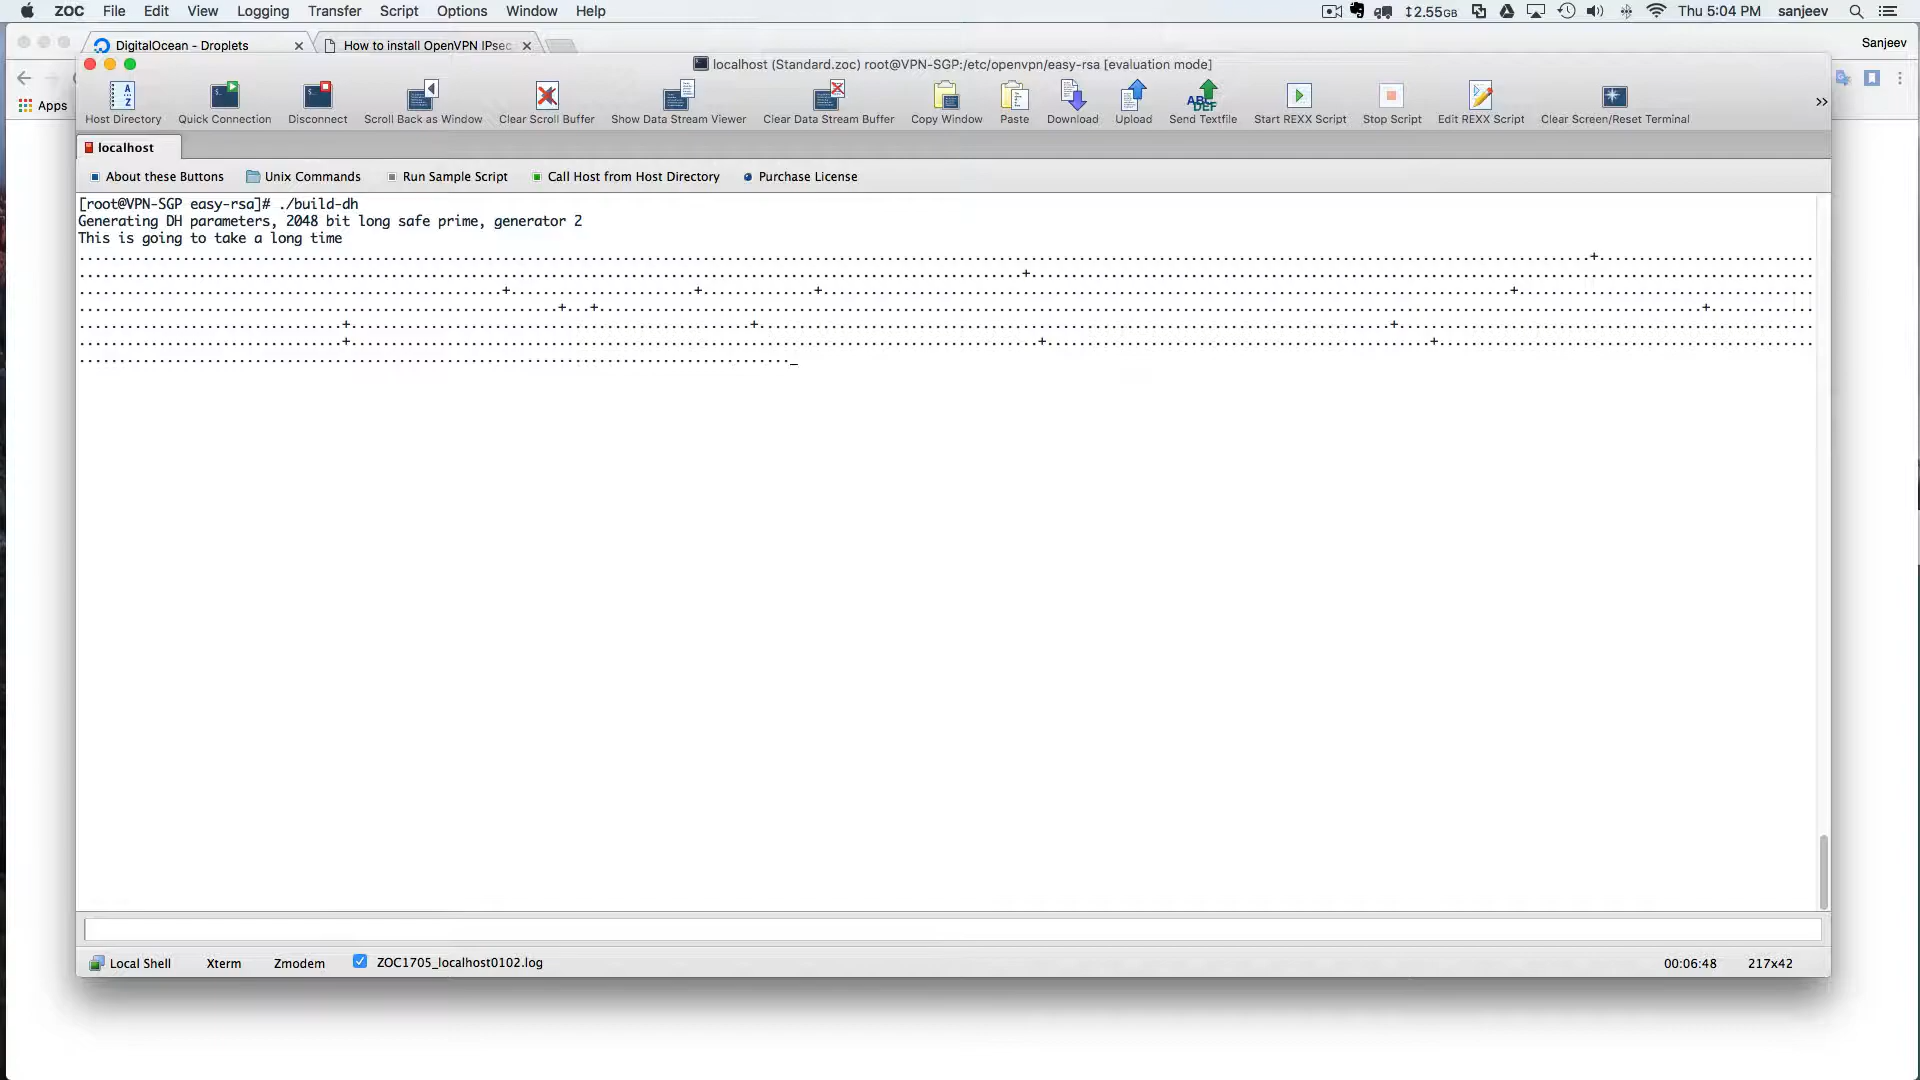 ZOC File Edit View Logging Transfer Script Options Window Help 2.55GB Thu 5:04 PM sanjeev
DigitalOcean - Droplets How to install OpenVPN IPsec Sanjeev
localhost (Standard.zoc) root@VPN-SGP:/etc/openvpn/easy-rsa [evaluation mode]
Apps
Host Directory Quick Connection Disconnect Scroll Back as Window Clear Scroll Buffer Show Data Stream Viewer Clear Data Stream Buffer Copy Window Paste Download Upload Send Textfile Start REXX Script Stop Script Edit REXX Script Clear Screen/Reset Terminal »
localhost
About these Buttons Unix Commands Run Sample Script Call Host from Host Directory Purchase License
[root@VPN-SGP easy-rsa]# ./build-dh
Generating DH parameters, 2048 bit long safe prime, generator 2
This is going to take a long time
Local Shell Xterm Zmodem ZOC1705_localhost0102.log 00:06:48 217x42